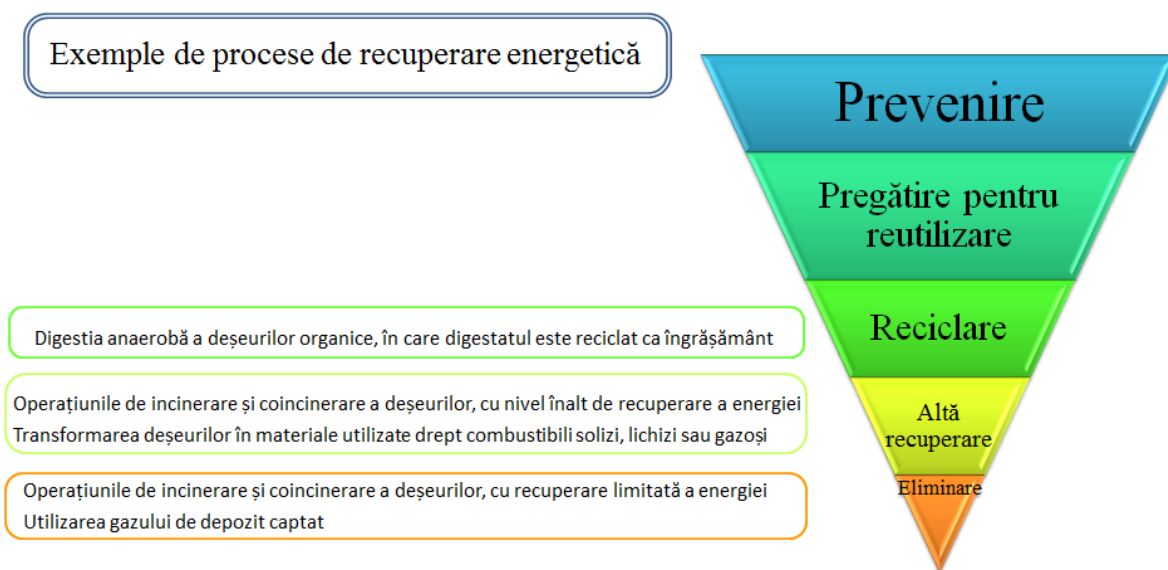 Exemple de procese de recuperare energetică
Prevenire
Pregătire pentru
reutilizare
Digestia anaerobă a deșeurilor organice, în care digestatul este reciclat ca îngrășământ
Reciclare
Operațiunile de incinerare și coincinerare a deșeurilor, cu nivel înalt de recuperare a energiei
Transformarea deșeurilor în materiale utilizate drept combustibili solizi, lichizi sau gazoși
Altă
recuperare
Operațiunile de incinerare și coincinerare a deșeurilor, cu recuperare limitată a energiei
Utilizarea gazului de depozit captat
Eliminare